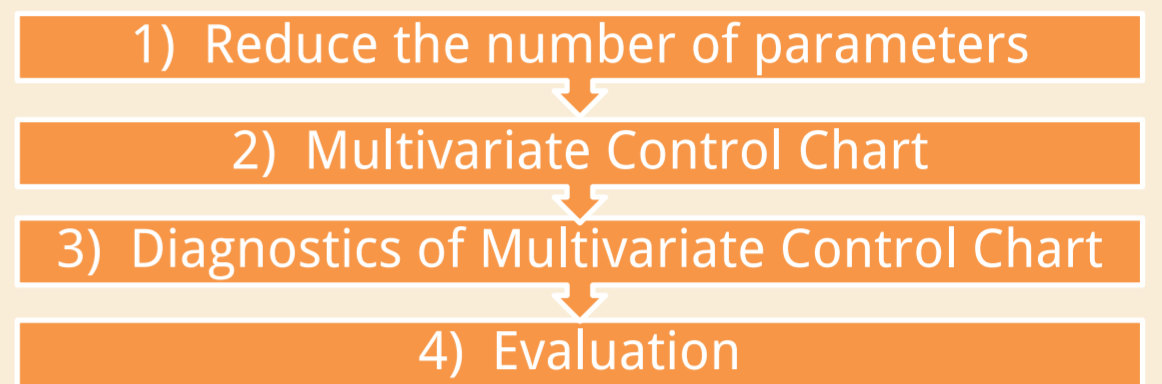 1) Reduce the number of parameters
2) Multivariate Control Chart
3) Diagnostics of Multivariate Control Chart
4) Evaluation